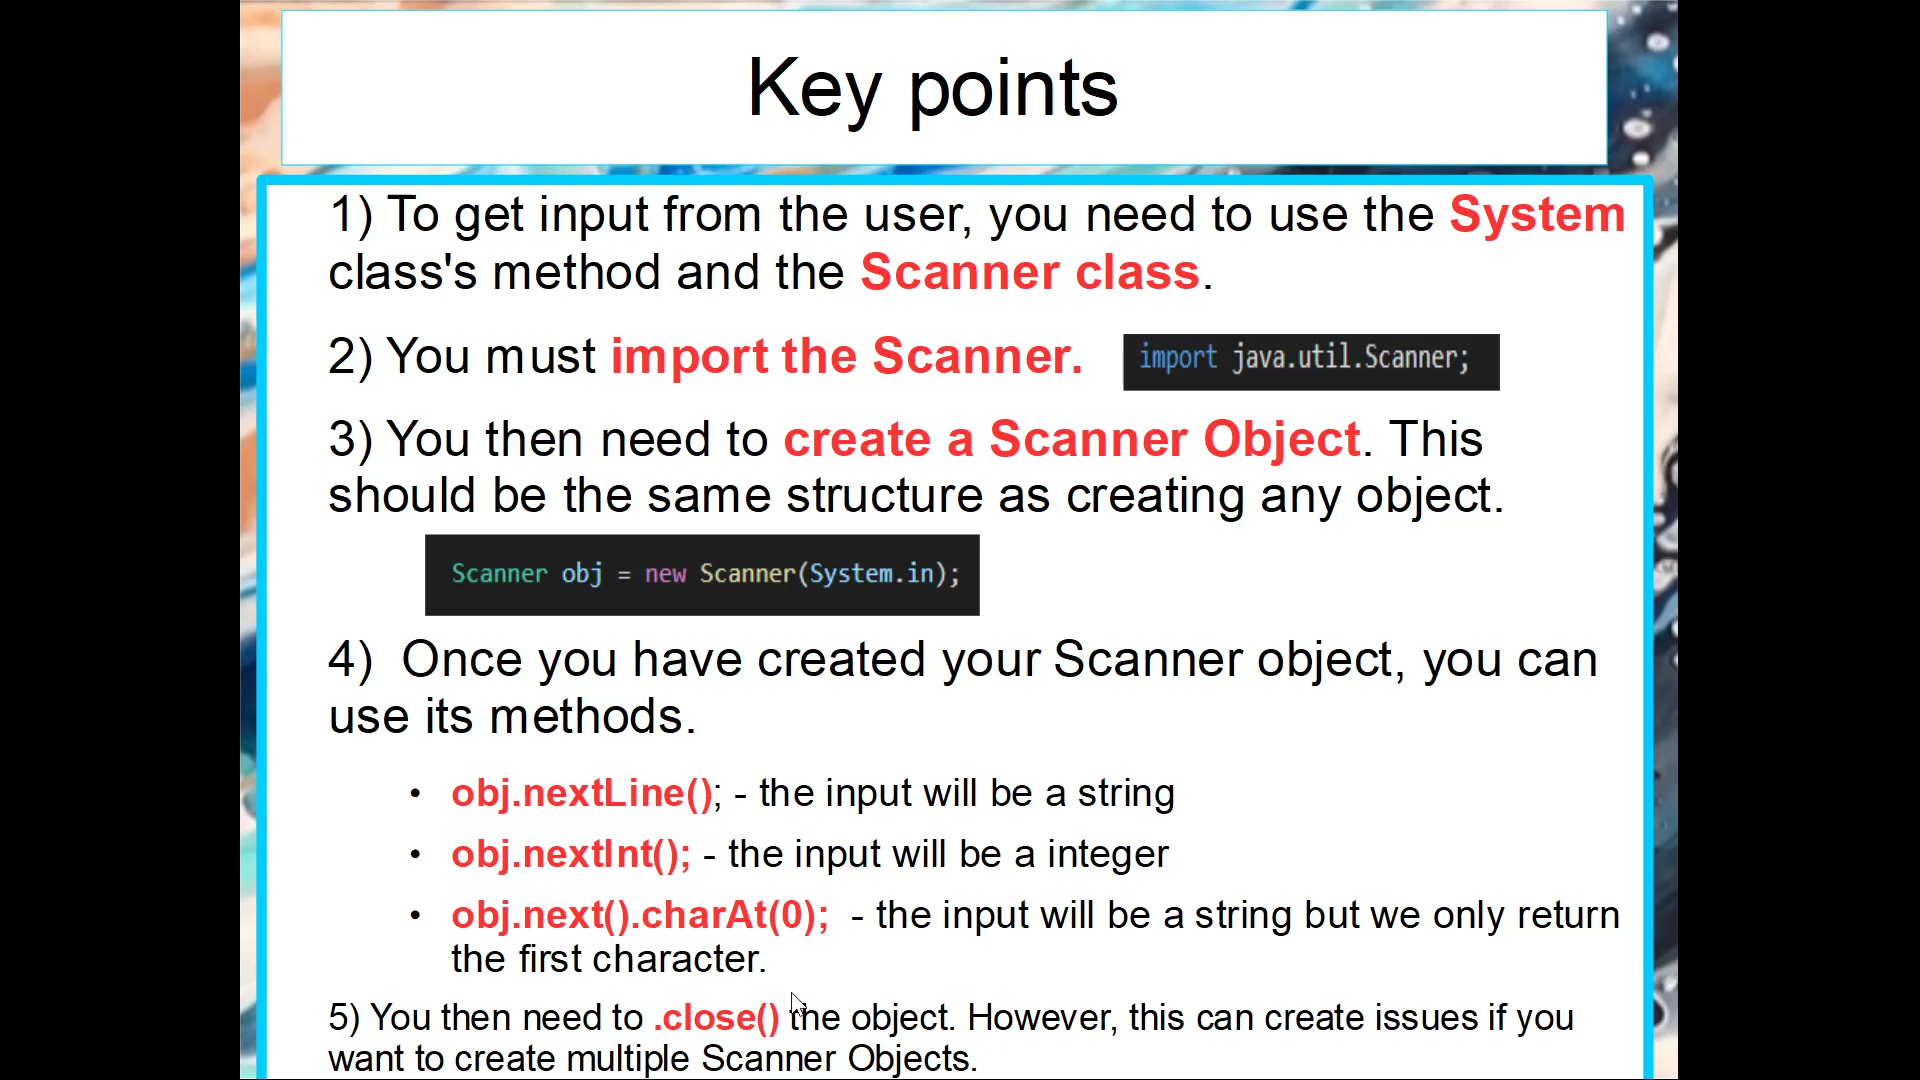 Key points
1) To get input from the user, you need to use the System
class's method and the Scanner class.
2) You must import the Scanner.
import java.util.Scanner;
3) You then need to create a Scanner Object. This
should be the same structure as creating any object.
Scanner obj = new Scanner(System.in);
4) Once you have created your Scanner object, you can
use its methods.
• obj.nextLine(); - the input will be a string
• obj.nextInt(); - the input will be a integer
• obj.next().charAt(0); - the input will be a string but we only return
the first character.
5) You then need to .close() the object. However, this can create issues if you
want to create multiple Scanner Objects.